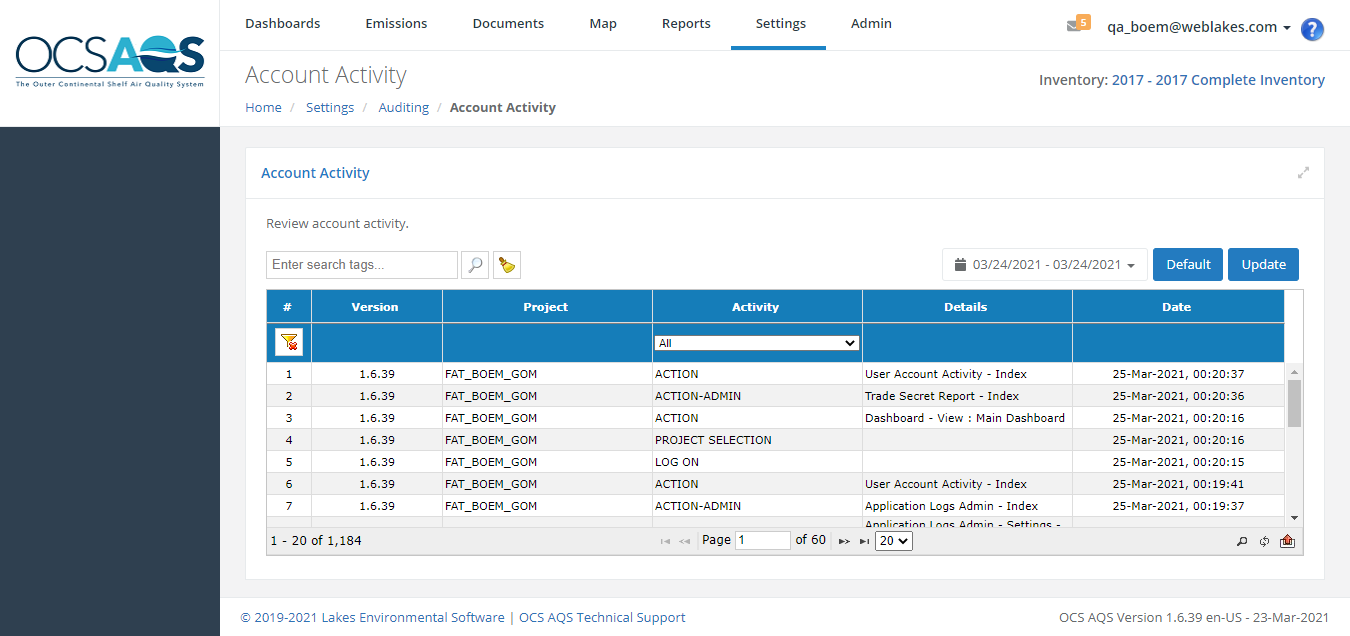 OCSAQS
The Outer Continental Shelf Air Quality System
Dashboards Emissions Documents Map Reports Settings Admin 5 qa_boem@weblakes.com ?
Account Activity
Inventory: 2017 - 2017 Complete Inventory
Home / Settings / Auditing / Account Activity
Account Activity
Review account activity.
Enter search tags... 03/24/2021 - 03/24/2021 Default Update
# Version Project Activity Details Date
All
1 1.6.39 FAT_BOEM_GOM ACTION User Account Activity - Index 25-Mar-2021, 00:20:37
2 1.6.39 FAT_BOEM_GOM ACTION-ADMIN Trade Secret Report - Index 25-Mar-2021, 00:20:36
3 1.6.39 FAT_BOEM_GOM ACTION Dashboard - View : Main Dashboard 25-Mar-2021, 00:20:16
4 1.6.39 FAT_BOEM_GOM PROJECT SELECTION 25-Mar-2021, 00:20:16
5 1.6.39 FAT_BOEM_GOM LOG ON 25-Mar-2021, 00:20:15
6 1.6.39 FAT_BOEM_GOM ACTION User Account Activity - Index 25-Mar-2021, 00:19:41
7 1.6.39 FAT_BOEM_GOM ACTION-ADMIN Application Logs Admin - Index 25-Mar-2021, 00:19:37
Application Logs Admin - Settings -
1 - 20 of 1,184 Page 1 of 60 20
© 2019-2021 Lakes Environmental Software | OCS AQS Technical Support
OCS AQS Version 1.6.39 en-US - 23-Mar-2021